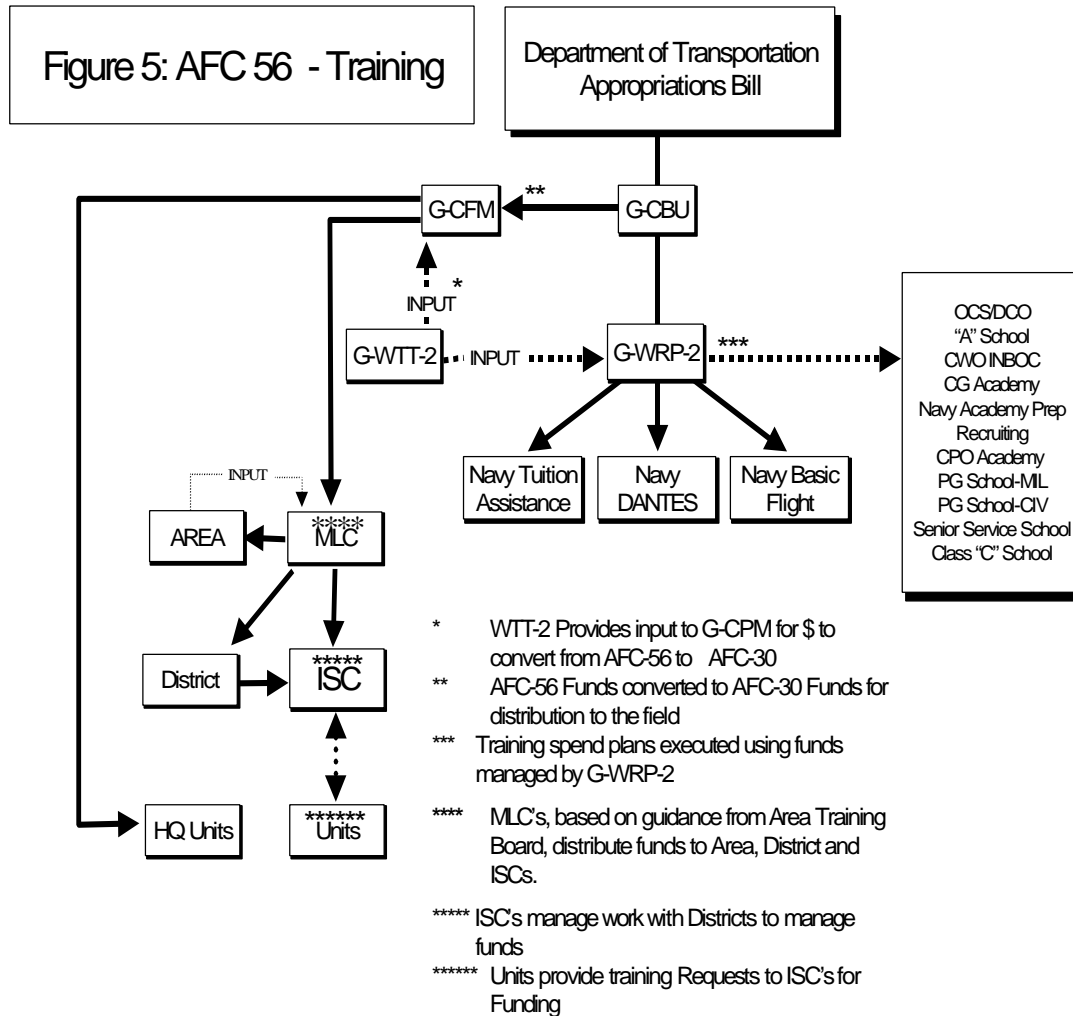 Figure 5: AFC 56 - Training
Department of Transportation
Appropriations Bill
G-CFM
**
G-CBU
INPUT
*
G-WTT-2
INPUT
G-WRP-2
***
OCS/DCO
“A” School
CWO INBOC
CG Academy
Navy Academy Prep
Recruiting
CPO Academy
PG School-MIL
PG School-CIV
Senior Service School
Class “C” School
Navy Tuition
Assistance
Navy
DANTES
Navy Basic
Flight
INPUT
AREA
****
MLC
District
*****
ISC
HQ Units
******
Units
* WTT-2 Provides input to G-CPM for $ to
convert from AFC-56 to AFC-30
** AFC-56 Funds converted to AFC-30 Funds for
distribution to the field
*** Training spend plans executed using funds
managed by G-WRP-2
**** MLC's, based on guidance from Area Training
Board, distribute funds to Area, District and
ISCs.
***** ISC's manage work with Districts to manage
funds
****** Units provide training Requests to ISC's for
Funding